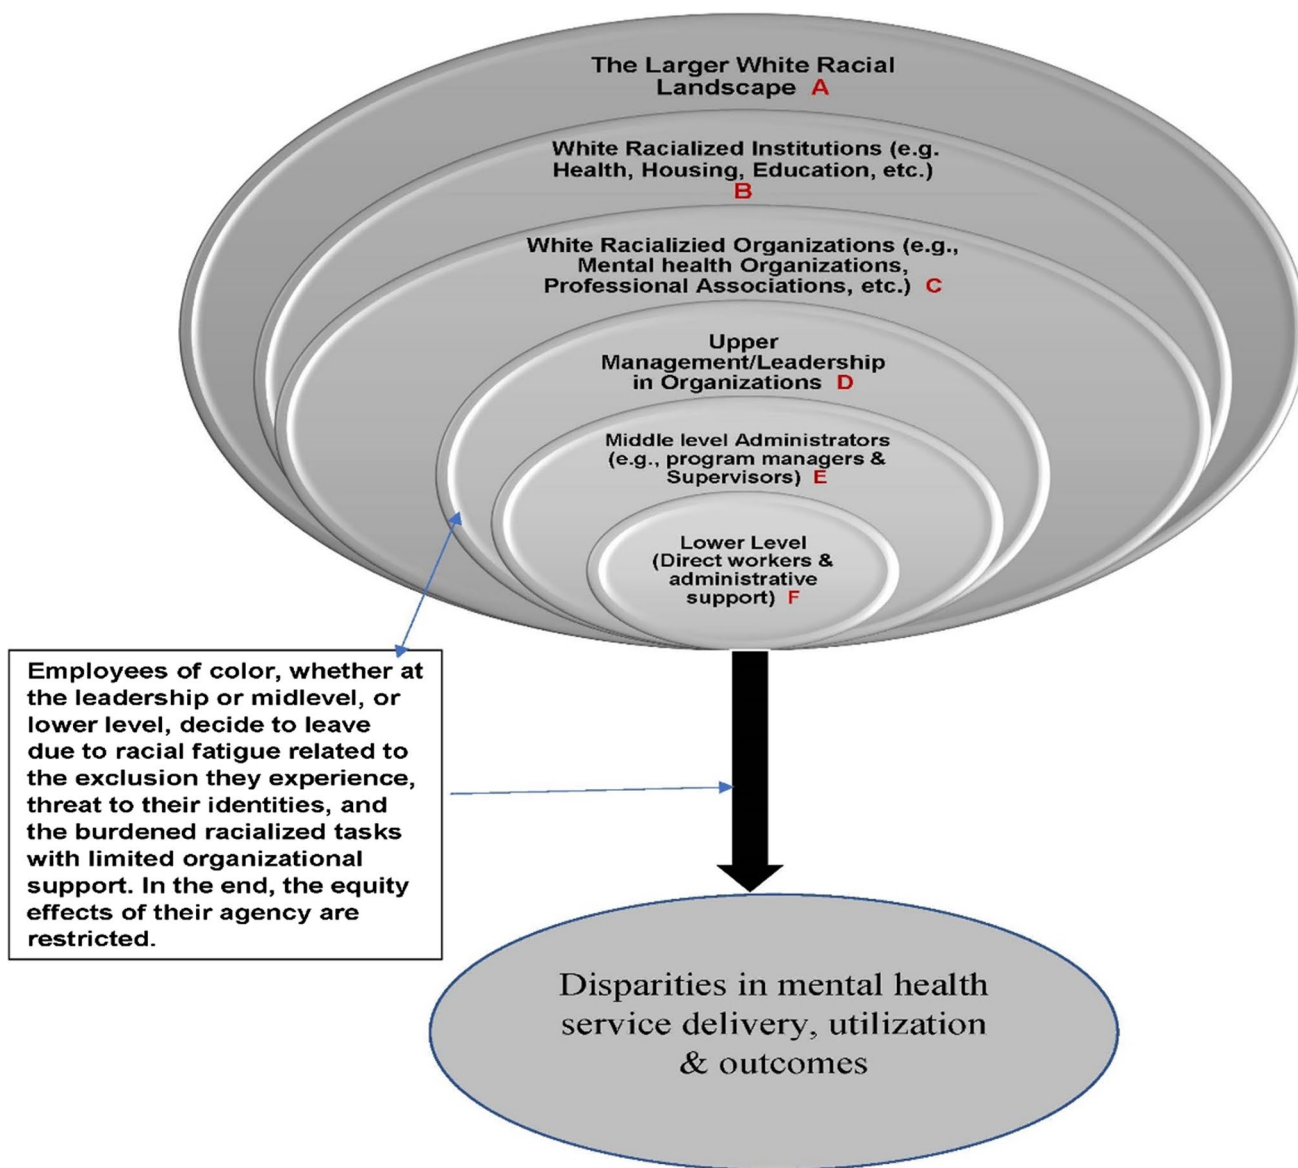 The Larger White Racial
Landscape A
White Racialized Institutions (e.g.
Health, Housing, Education, etc.)
B
White Racializied Organizations (e.g.,
Mental health Organizations,
Professional Associations, etc.) C
Upper
Management/Leadership
in Organizations D
Middle level Administrators
(e.g., program managers &
Supervisors) E
Lower Level
(Direct workers &
administrative
support) F
Employees of color, whether at
the leadership or midlevel, or
lower level, decide to leave
due to racial fatigue related to
the exclusion they experience,
threat to their identities, and
the burdened racialized tasks
with limited organizational
support. In the end, the equity
effects of their agency are
restricted.
Disparities in mental health
service delivery, utilization
& outcomes